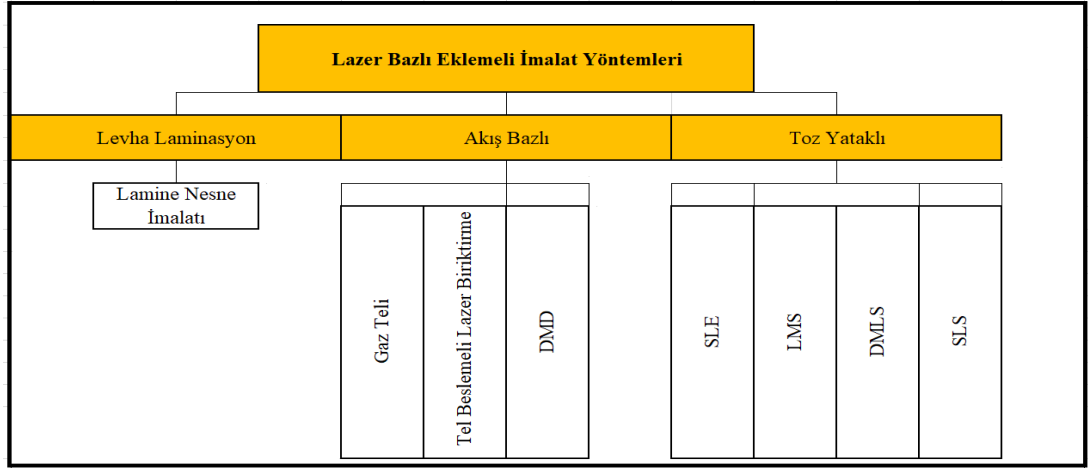 Lazer Bazlı Eklemeli İmalat Yöntemleri
Levha Laminasyon
Akış Bazlı
Toz Yataklı
Lamine Nesne
İmalatı
Gaz Teli
Tel Beslemeli Lazer Biriktirme
DMD
SLE
LMS
DMLS
SLS